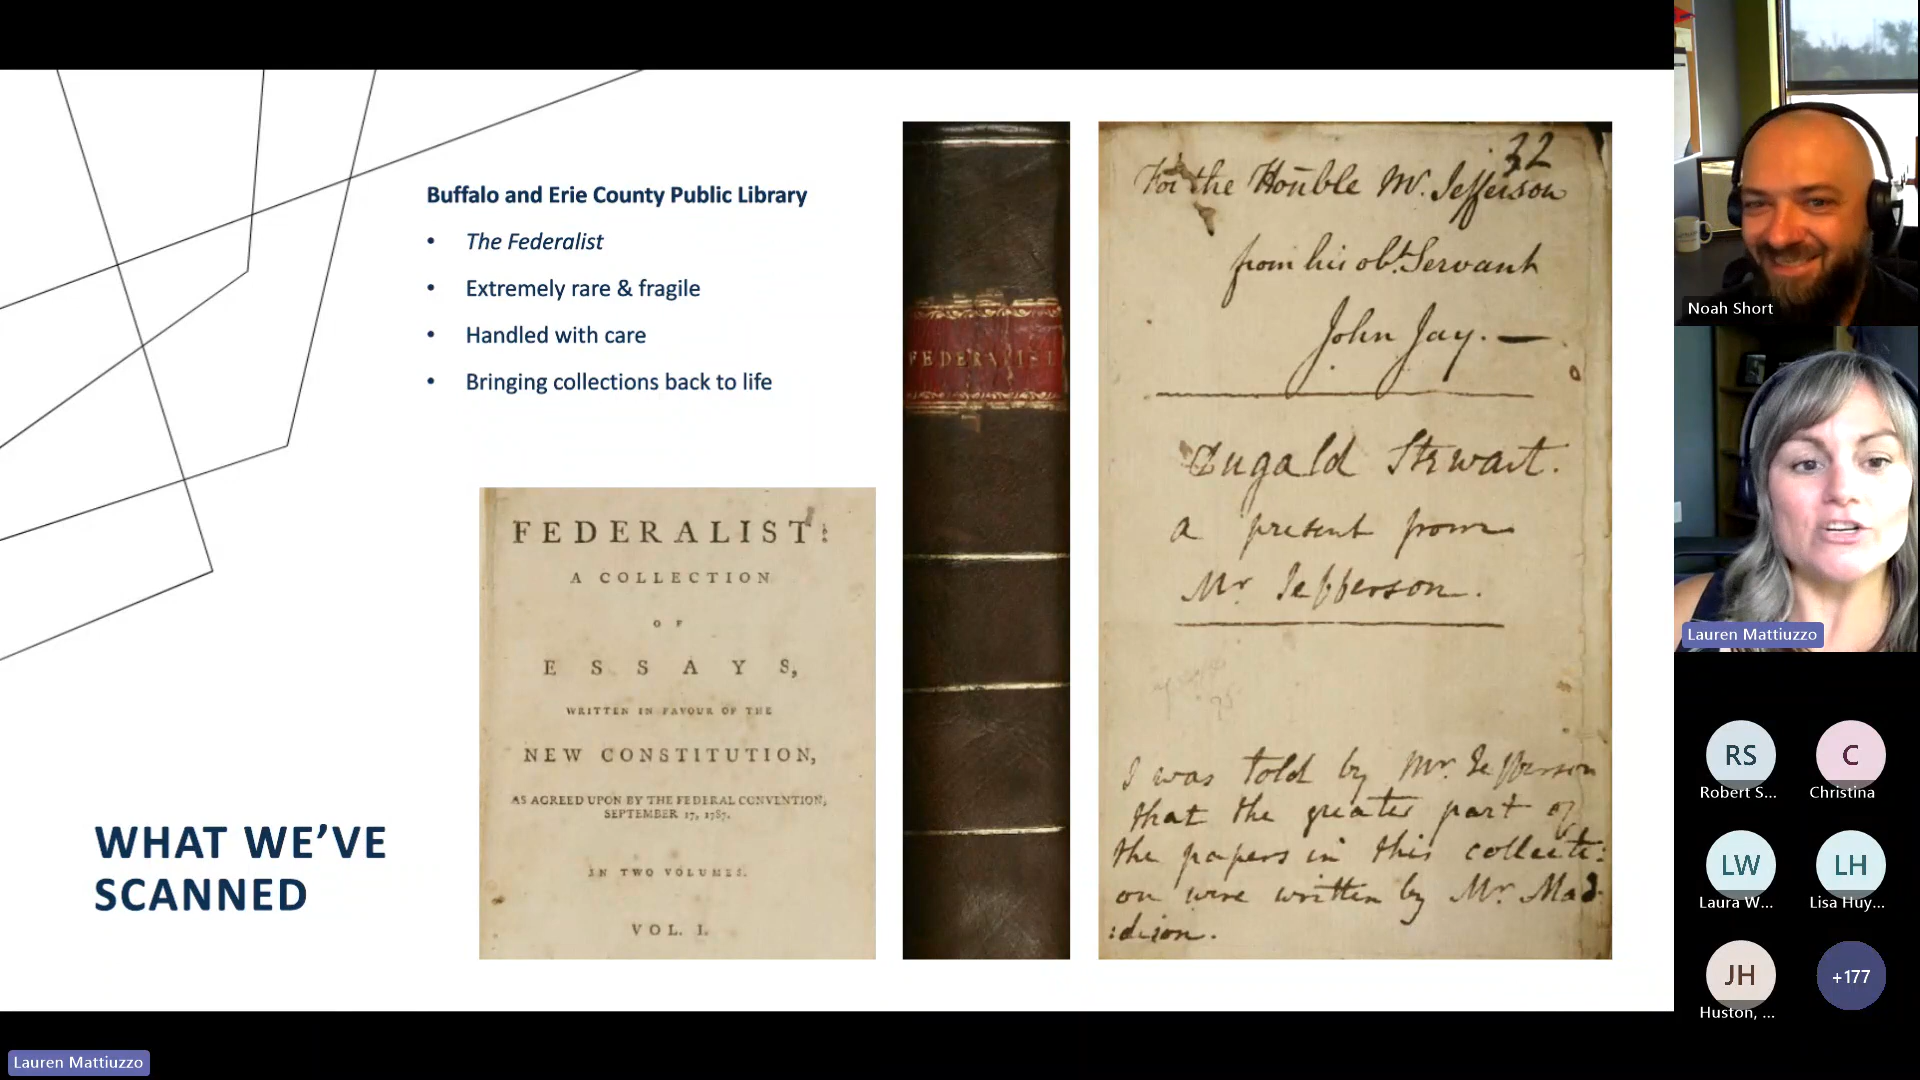 Buffalo and Erie County Public Library
• The Federalist
• Extremely rare & fragile
• Handled with care
• Bringing collections back to life
WHAT WE’VE
SCANNED
FEDERALIST:
A COLLECTION
OF
ESSAYS,
WRITTEN IN FAVOUR OF THE
NEW CONSTITUTION,
AS AGREED UPON BY THE FEDERAL CONVENTION,
SEPTEMBER 17, 1787.
IN TWO VOLUMES.
VOL. I.
FEDERALIST
32
For the Honble Mr. Jefferson
from his obt. Servant
John Jay. —
Dugald Stewart.
a present from
Mr Jefferson.
I was told by Mr. Jefferson
that the greater part of
the papers in this collecti:
on were written by Mr. Mad:
:dison.
Noah Short
Lauren Mattiuzzo
RS
Robert S...
C
Christina
LW
Laura W...
LH
Lisa Huy...
JH
Huston, ...
+177
Lauren Mattiuzzo